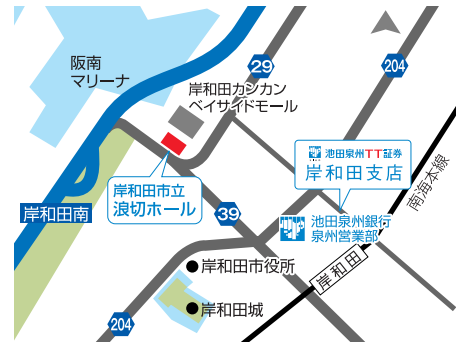 阪南
マリーナ
29
204
岸和田カンカン
ベイサイドモール
池田泉州TT証券
岸和田支店
南海本線
岸和田市立
浪切ホール
岸和田南
39
池田泉州銀行
泉州営業部
岸和田市役所
岸和田
岸和田城
204